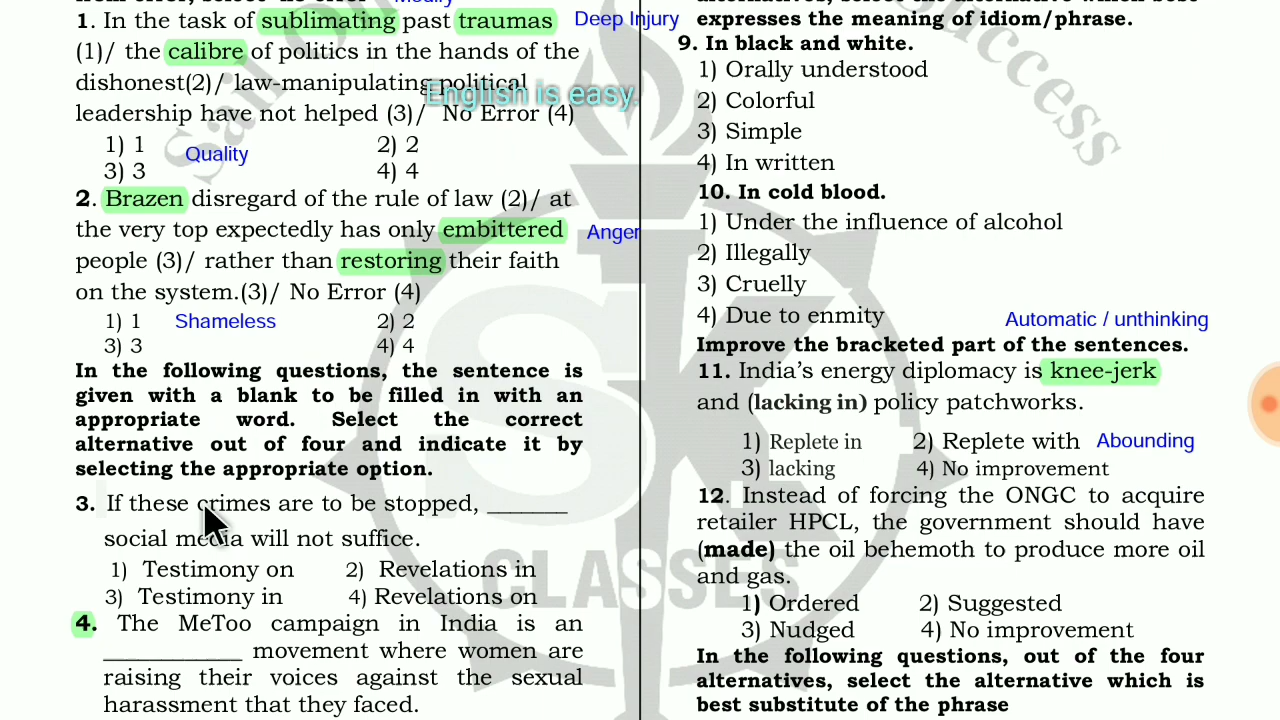 1. In the task of sublimating past traumas Deep Injury
(1)/ the calibre of politics in the hands of the
dishonest(2)/ law-manipulating political
English is easy
leadership have not helped (3)/ No Error (4)
1) 1 2) 2
Quality
3) 3 4) 4
2. Brazen disregard of the rule of law (2)/ at
the very top expectedly has only embittered Anger
people (3)/ rather than restoring their faith
on the system.(3)/ No Error (4)
1) 1 Shameless 2) 2
3) 3 4) 4
In the following questions, the sentence is
given with a blank to be filled in with an
appropriate word. Select the correct
alternative out of four and indicate it by
selecting the appropriate option.
3. If these crimes are to be stopped, _______
social media will not suffice.
1) Testimony on 2) Revelations in
3) Testimony in 4) Revelations on
4. The MeToo campaign in India is an
____________ movement where women are
raising their voices against the sexual
harassment that they faced.
expresses the meaning of idiom/phrase.
9. In black and white.
1) Orally understood
2) Colorful
3) Simple
4) In written
10. In cold blood.
1) Under the influence of alcohol
2) Illegally
3) Cruelly
4) Due to enmity
Automatic / unthinking
Improve the bracketed part of the sentences.
11. India's energy diplomacy is knee-jerk
and (lacking in) policy patchworks.
1) Replete in 2) Replete with Abounding
3) lacking 4) No improvement
12. Instead of forcing the ONGC to acquire
retailer HPCL, the government should have
(made) the oil behemoth to produce more oil
and gas.
1) Ordered 2) Suggested
3) Nudged 4) No improvement
In the following questions, out of the four
alternatives, select the alternative which is
best substitute of the phrase
SK
CLASSES